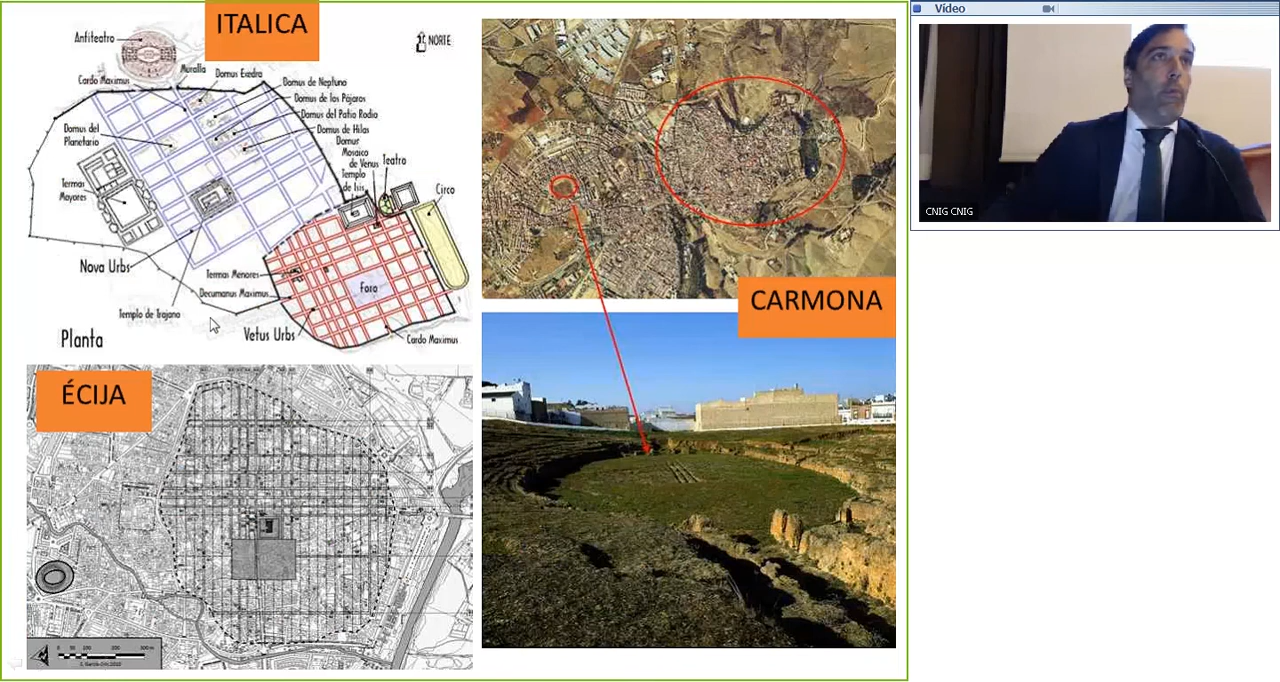 ITALICA
Anfiteatro
NORTE
Muralla
Cardo Maximus
Domus Exedra
Domus de Neptuno
Domus de los Pájaros
Domus del Patio Rodio
Domus de Hilas
Domus del
Planetario
Domur
Mosaico
de Venus
Teatro
Templo
de Isis
Circo
Termas
Mayores
Nova Urbs
Termas Menores
Foro
Decumanus Maximus
Templo de Trajano
Vetus Urbs
Cardo Maximus
Planta
ÉCIJA
CARMONA
Vídeo
CNIG CNIG